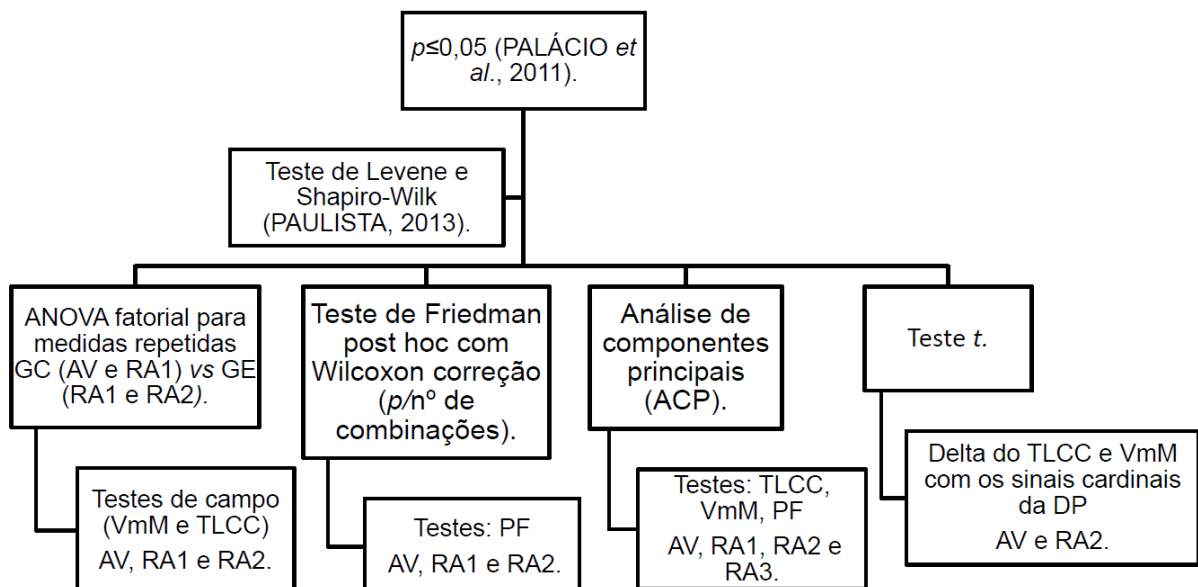 p≤0,05 (PALÁCIO et
al., 2011).
Teste de Levene e
Shapiro-Wilk
(PAULISTA, 2013).
ANOVA fatorial para
medidas repetidas
GC (AV e RA1) vs GE
(RA1 e RA2).
Teste de Friedman
post hoc com
Wilcoxon correção
(p/nº de
combinações).
Análise de
componentes
principais
(ACP).
Teste t.
Testes de campo
(VmM e TLCC)
AV, RA1 e RA2.
Testes: PF
AV, RA1 e RA2.
Testes: TLCC,
VmM, PF
AV, RA1, RA2 e
RA3.
Delta do TLCC e VmM
com os sinais cardinais
da DP
AV e RA2.